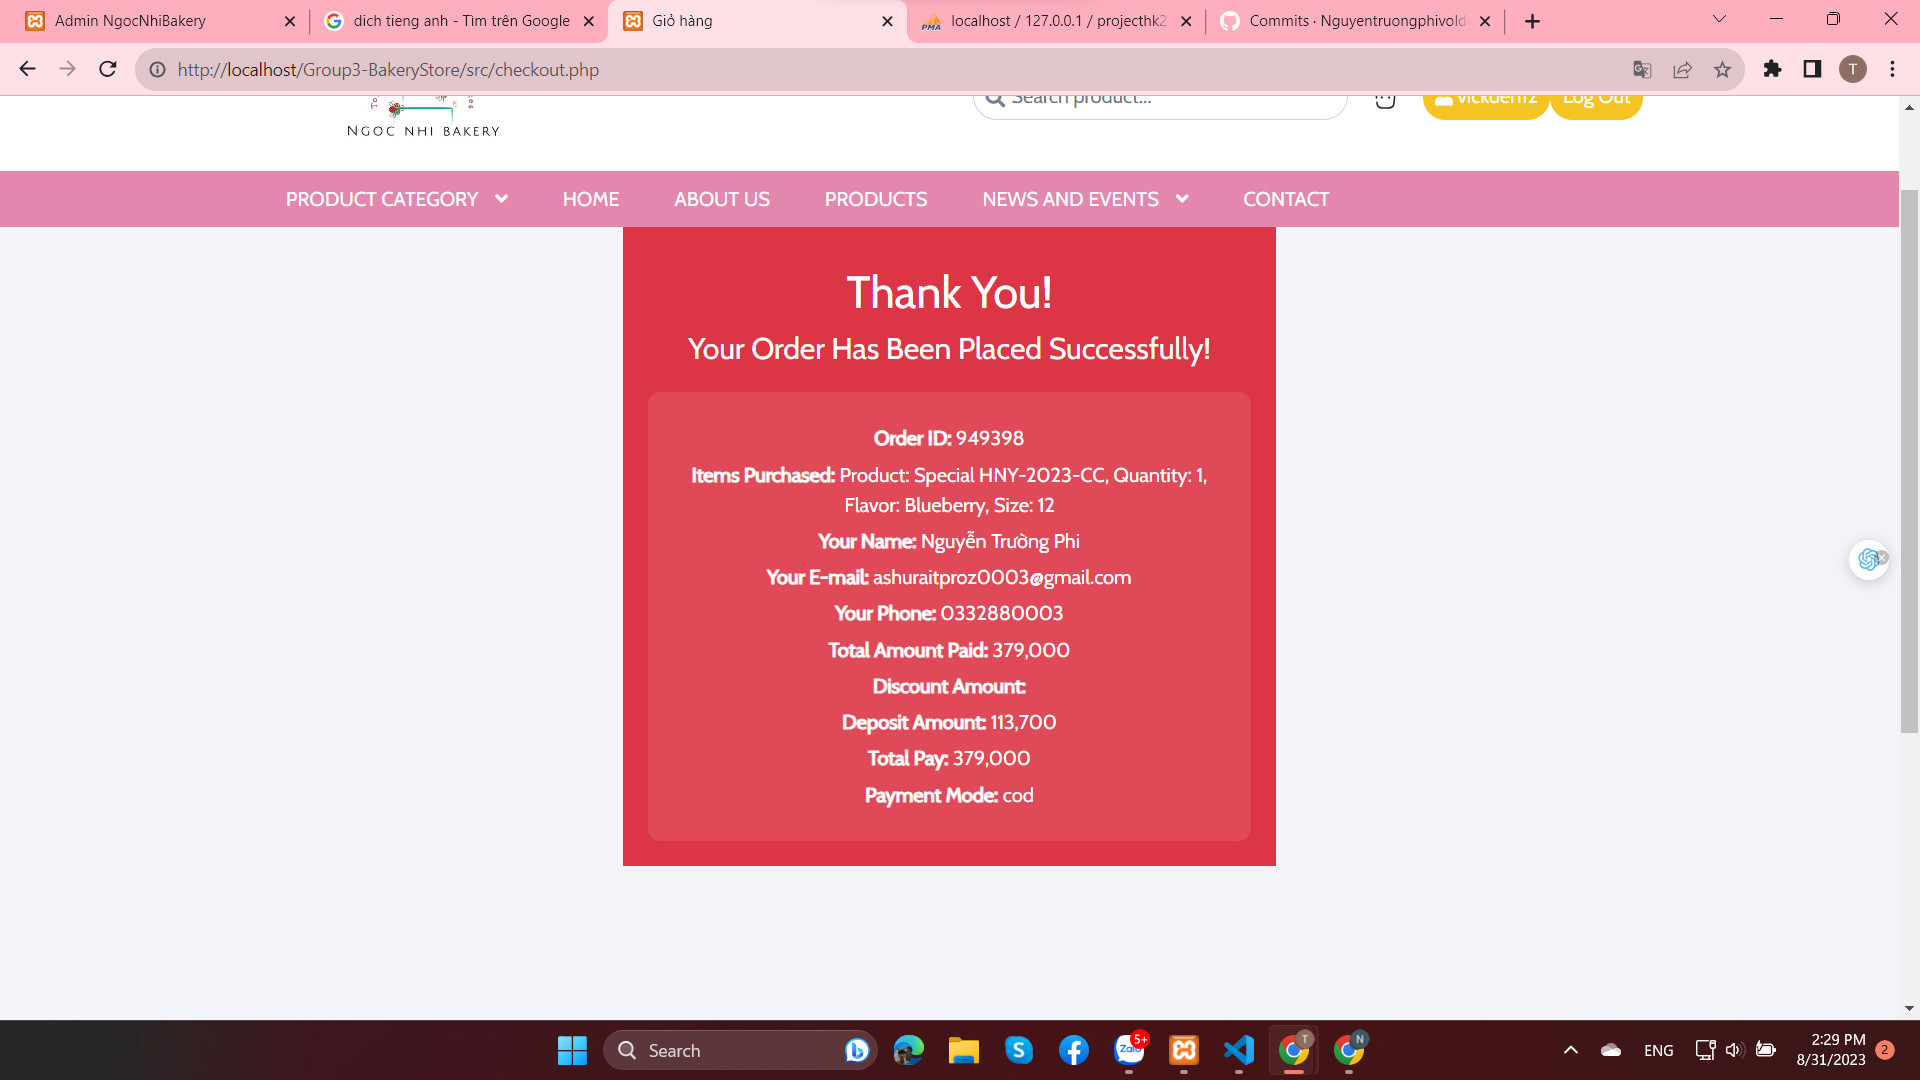 Admin NgocNhiBakery
dich tieng anh - Tìm trên Google
Giỏ hàng
localhost / 127.0.0.1 / projecthk2
Commits · Nguyentruongphivold
http://localhost/Group3-BakeryStore/src/checkout.php
T
NGOC NHI BAKERY
Search product...
vickdem2
Log Out
PRODUCT CATEGORY
HOME
ABOUT US
PRODUCTS
NEWS AND EVENTS
CONTACT
Thank You!
Your Order Has Been Placed Successfully!
Order ID: 949398
Items Purchased: Product: Special HNY-2023-CC, Quantity: 1,
Flavor: Blueberry, Size: 12
Your Name: Nguyễn Trường Phi
Your E-mail: ashuraitproz0003@gmail.com
Your Phone: 0332880003
Total Amount Paid: 379,000
Discount Amount:
Deposit Amount: 113,700
Total Pay: 379,000
Payment Mode: cod
Search
Zalo
5+
T
N
ENG
2:29 PM
8/31/2023
2